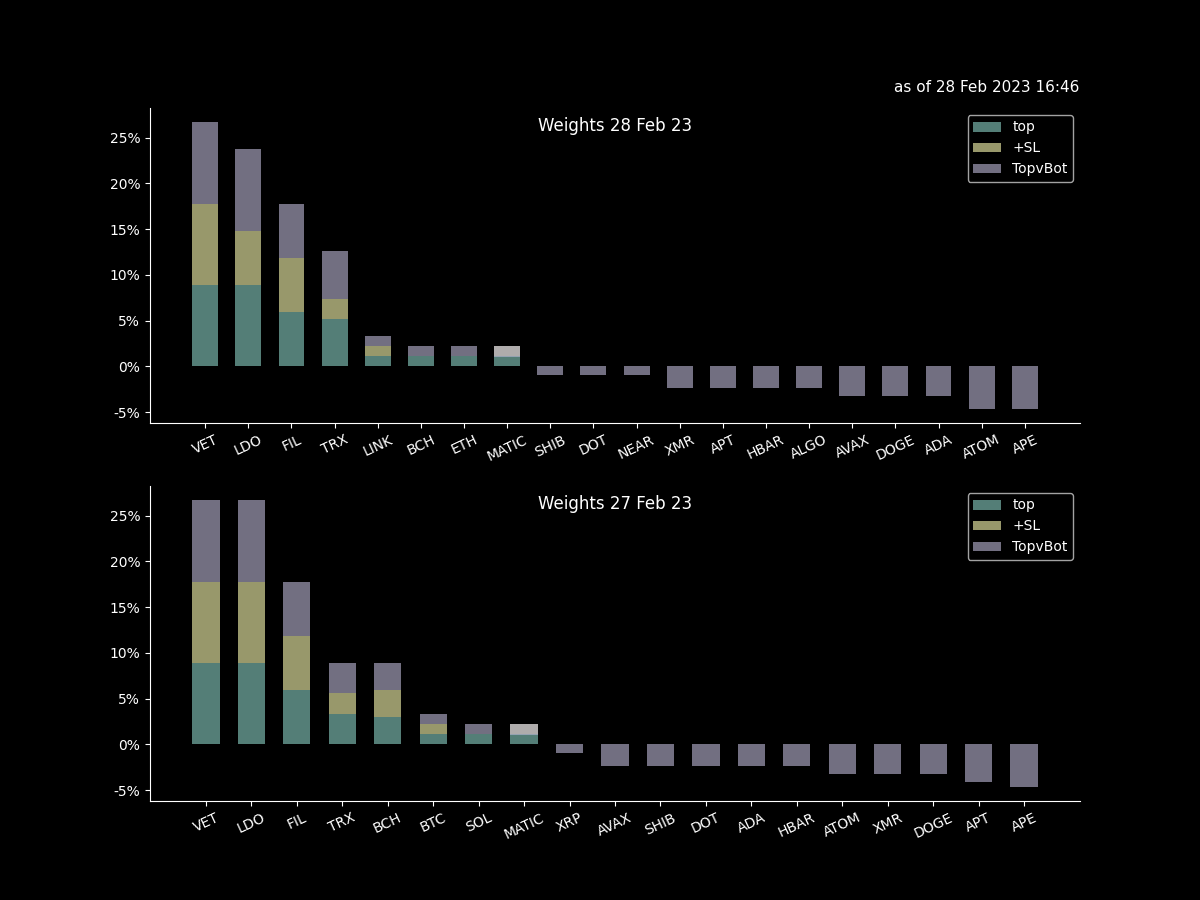 as of 28 Feb 2023 16:46
Weights 28 Feb 23
top
+SL
TopvBot
25%
20%
15%
10%
5%
0%
-5%
VET LDO FIL TRX LINK BCH ETH MATIC SHIB DOT NEAR XMR APT HBAR ALGO AVAX DOGE ADA ATOM APE
Weights 27 Feb 23
top
+SL
TopvBot
25%
20%
15%
10%
5%
0%
-5%
VET LDO FIL TRX BCH BTC SOL MATIC XRP AVAX SHIB DOT ADA HBAR ATOM XMR DOGE APT APE